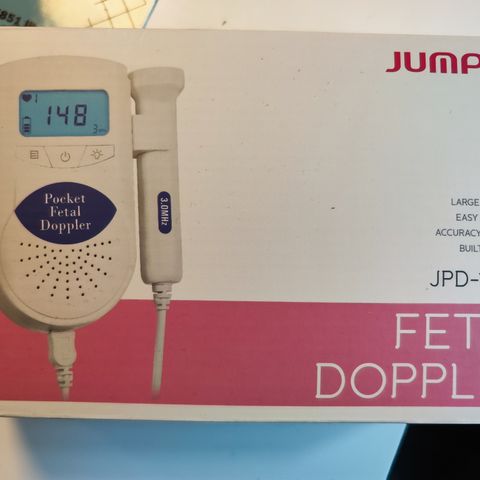 JUMP
148
Pocket
Fetal
Doppler
3.0MHz
LARGE
EASY
ACCURACY
BUILT
JPD-
FET
DOPPL